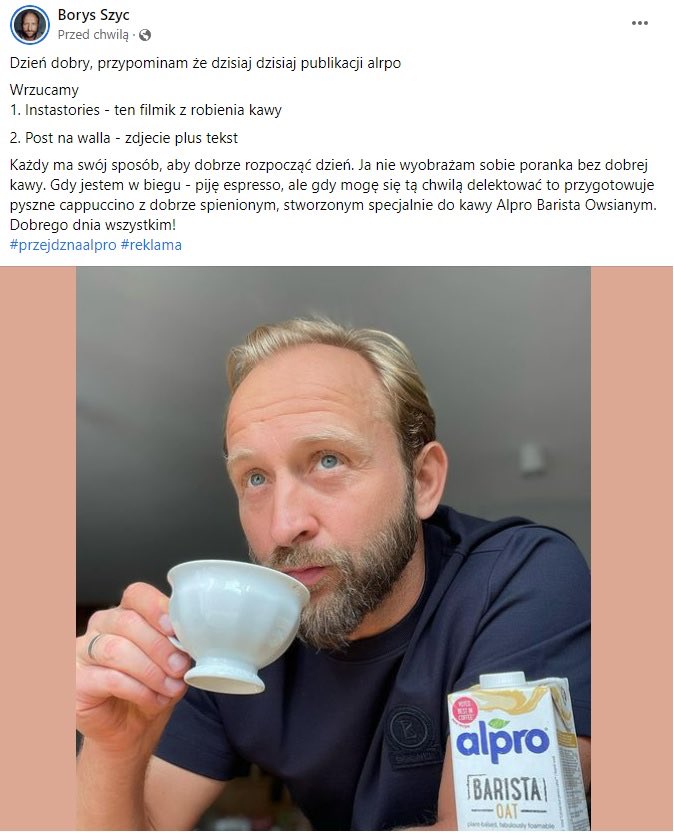 Borys Szyc
Przed chwilą ·
Dzień dobry, przypominam że dzisiaj dzisiaj publikacji alrpo
Wrzucamy
1. Instastories - ten filmik z robienia kawy
2. Post na walla - zdjecie plus tekst
Każdy ma swój sposób, aby dobrze rozpocząć dzień. Ja nie wyobrażam sobie poranka bez dobrej
kawy. Gdy jestem w biegu - piję espresso, ale gdy mogę się tą chwilą delektować to przygotowuje
pyszne cappuccino z dobrze spienionym, stworzonym specjalnie do kawy Alpro Barista Owsianym.
Dobrego dnia wszystkim!
#przejdznaalpro #reklama
VOTED
BEST IN
COFFEE
alpro
BARISTA
OAT
plant-based, fabulously foamable